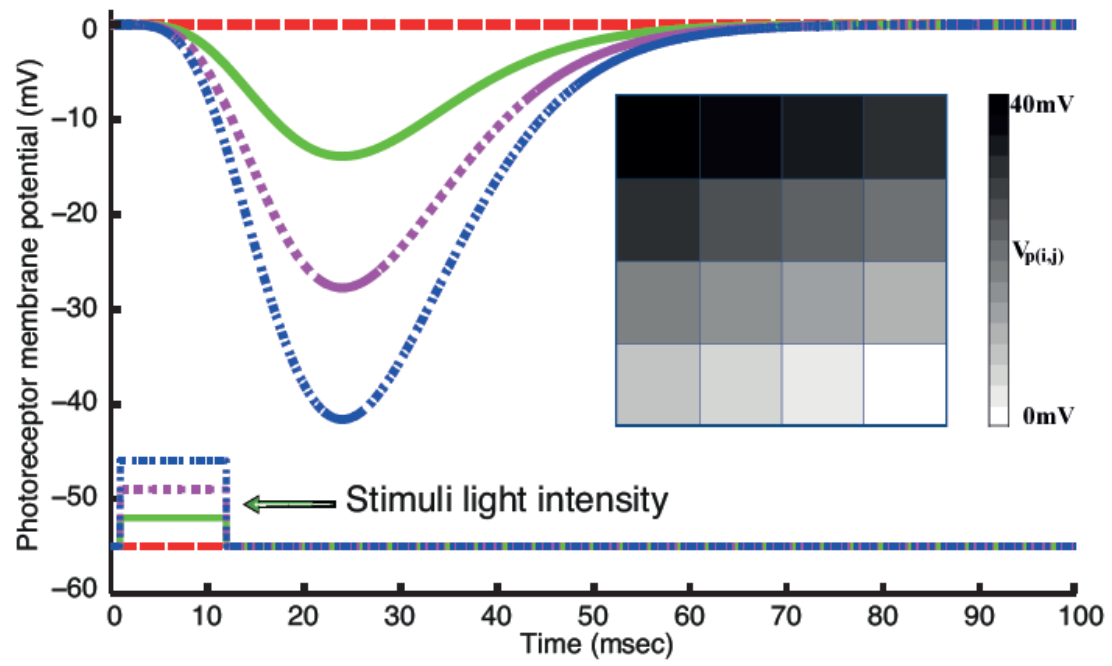 Photoreceptor membrane potential (mV)
0
−10
−20
−30
−40
−50
−60
40mV
Vp(i,j)
0mV
Stimuli light intensity
0 10 20 30 40 50 60 70 80 90 100
Time (msec)